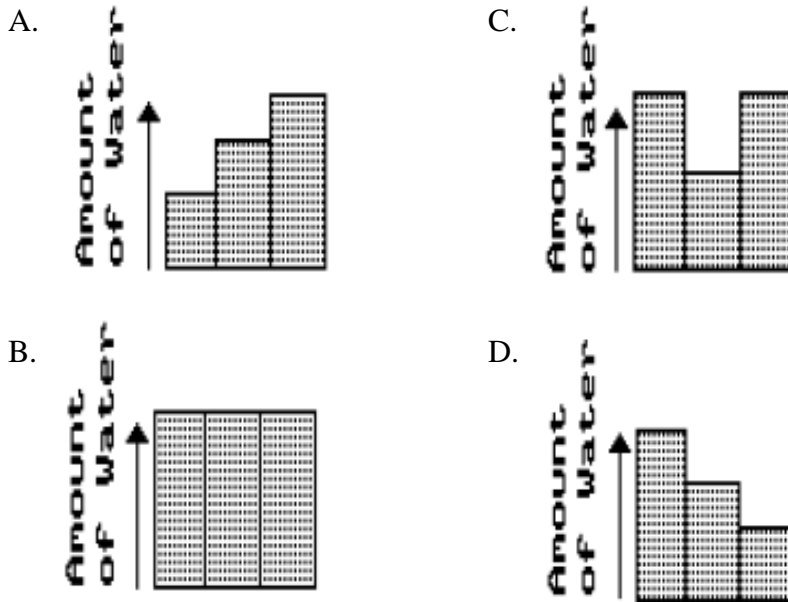 A.
Amount
of Water
B.
Amount
of Water
C.
Amount
of Water
D.
Amount
of Water